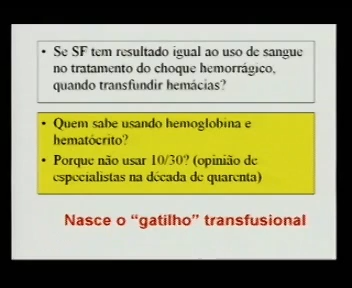 • Se SF tem resultado igual ao uso de sangue
no tratamento do choque hemorrágico,
quando transfundir hemácias?
• Quem sabe usando hemoglobina e
hematócrito?
• Porque não usar 10/30? (opinião de
especialistas na década de quarenta)
Nasce o “gatilho” transfusional